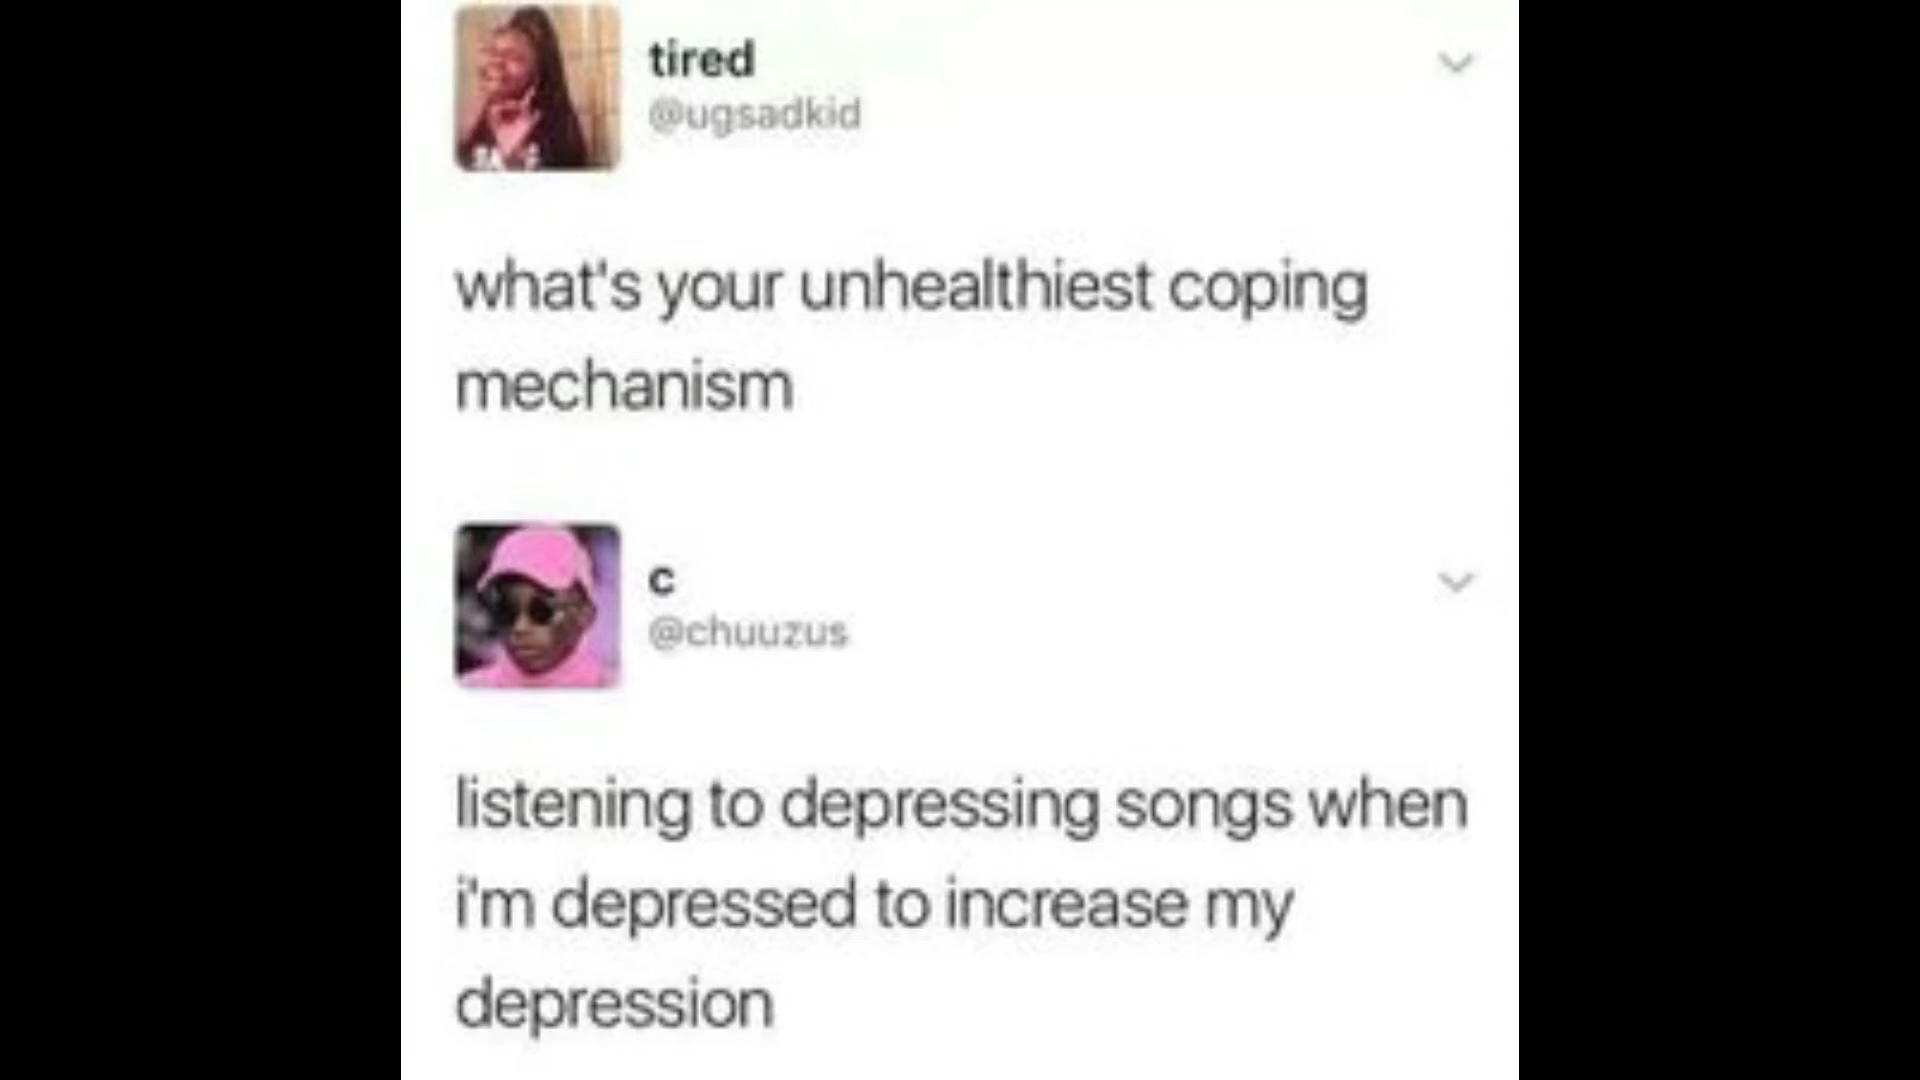 tired
@ugsadkid
what's your unhealthiest coping
mechanism
c
@chuuzus
listening to depressing songs when
i'm depressed to increase my
depression